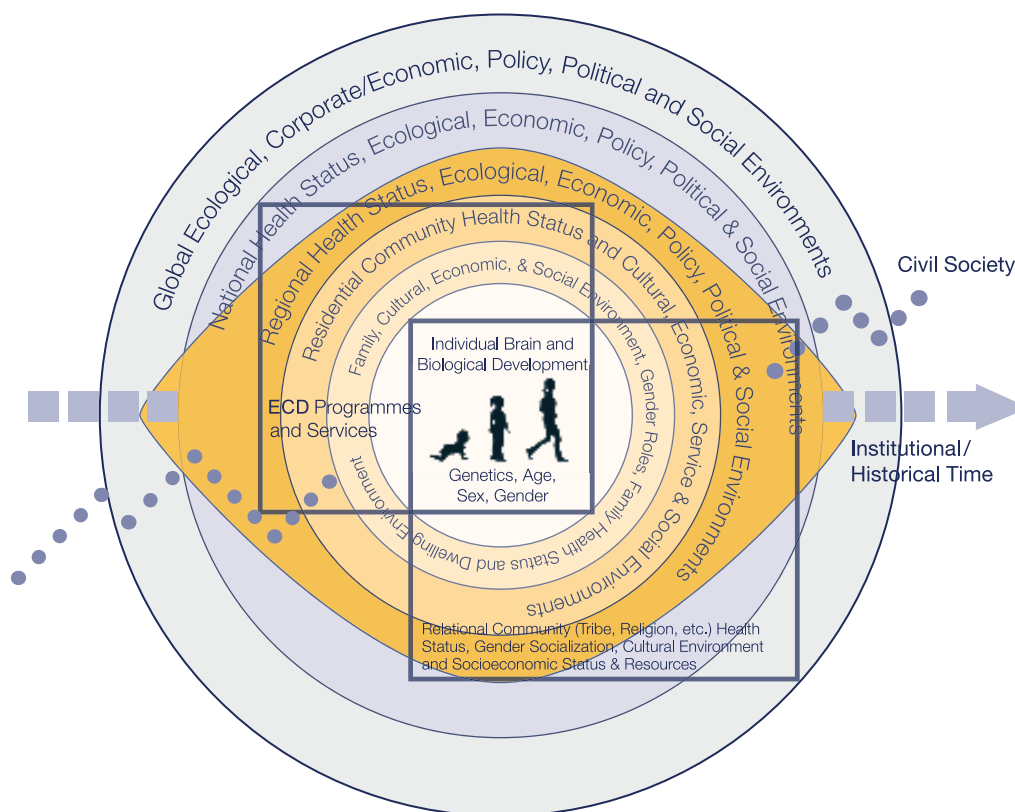 Global Ecological, Corporate/Economic, Policy, Political and Social Environments
National Health Status, Ecological, Economic, Policy, Political & Social Environments
Regional Health Status, Ecological, Economic, Policy, Political & Social Environments
Residential Community Health Status and Cultural, Economic, Service & Social Environments
Family, Cultural, Economic, & Social Environment, Gender Roles, Family Health Status and Dwelling Environment
Civil Society
Individual Brain and
Biological Development
ECD Programmes
and Services
Genetics, Age,
Sex, Gender
Institutional/
Historical Time
Relational Community (Tribe, Religion, etc.) Health
Status, Gender Socialization, Cultural Environment
and Socioeconomic Status & Resources